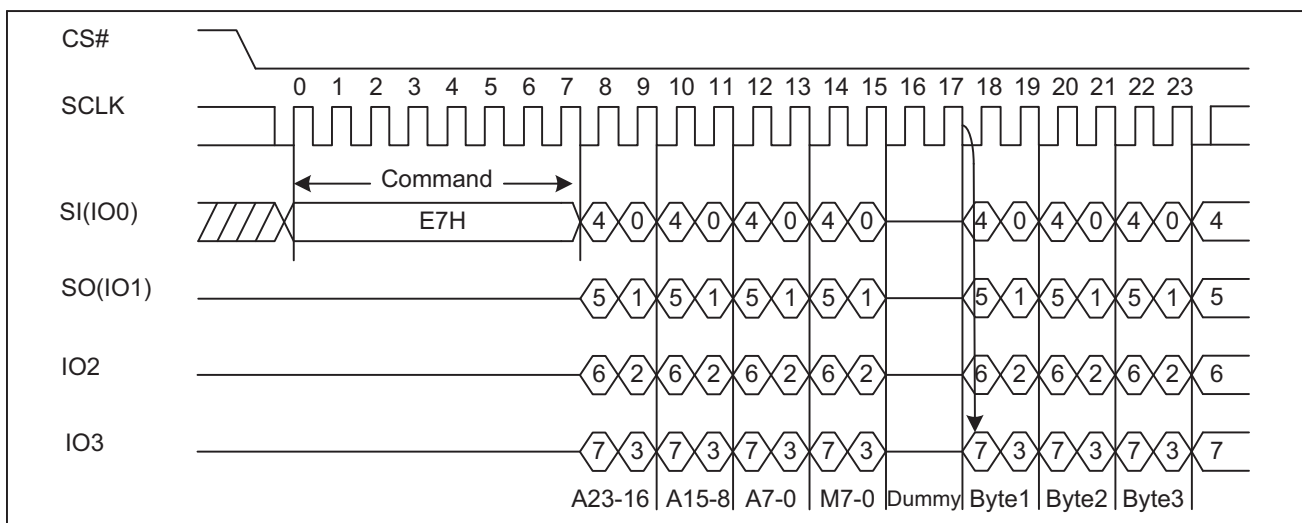 CS#
0 1 2 3 4 5 6 7 8 9 10 11 12 13 14 15 16 17 18 19 20 21 22 23
SCLK
Command
SI(IO0) E7H 4 0 4 0 4 0 4 0 4 0 4 0 4 0 4
SO(IO1) 5 1 5 1 5 1 5 1 5 1 5 1 5 1 5
IO2 6 2 6 2 6 2 6 2 6 2 6 2 6 2 6
IO3 7 3 7 3 7 3 7 3 7 3 7 3 7 3 7
A23-16 A15-8 A7-0 M7-0 Dummy Byte1 Byte2 Byte3